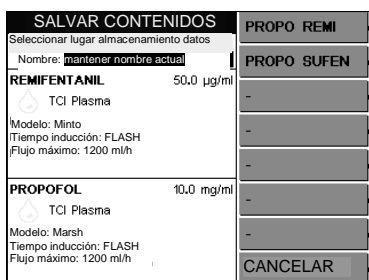 SALVAR CONTENIDOS
Seleccionar lugar almacenamiento datos
Nombre: mantener nombre actual
REMIFENTANIL 50.0 µg/ml
TCI Plasma
Modelo: Minto
Tiempo inducción: FLASH
Flujo máximo: 1200 ml/h
PROPOFOL 10.0 mg/ml
TCI Plasma
Modelo: Marsh
Tiempo inducción: FLASH
Flujo máximo: 1200 ml/h
PROPO REMI
PROPO SUFEN
-
-
-
-
-
CANCELAR